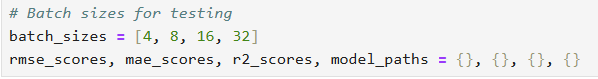 # Batch sizes for testing
batch_sizes = [4, 8, 16, 32]
rmse_scores, mae_scores, r2_scores, model_paths = {}, {}, {}, {}